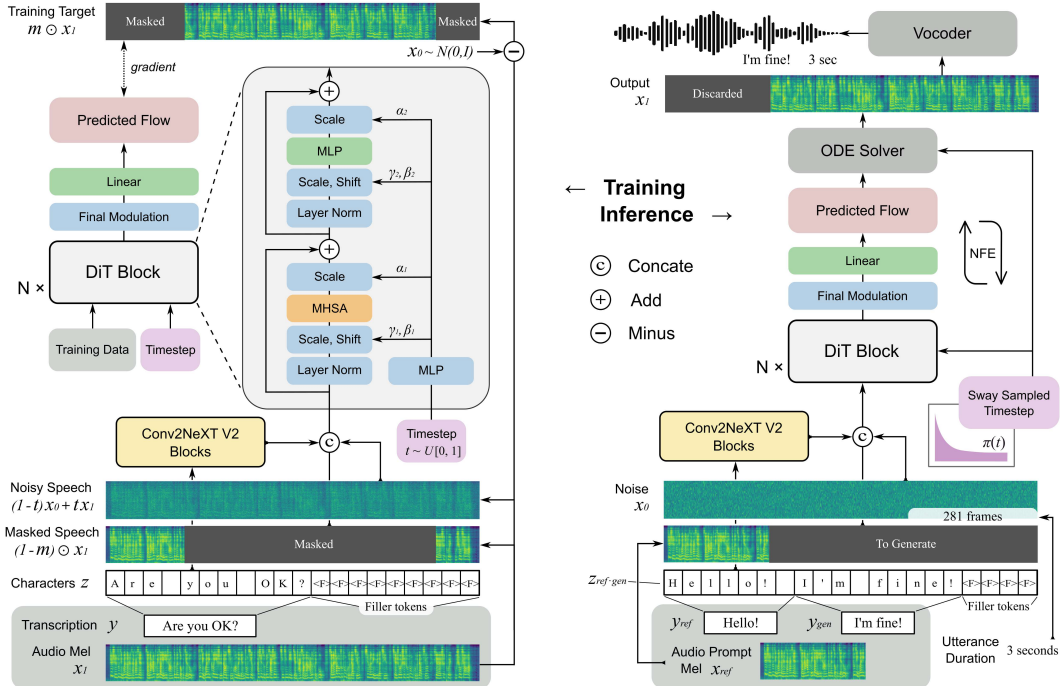 Training Target
m ⊙ x₁
Masked
Masked
x₀ ~ N(0,I)
−
gradient
Predicted Flow
Linear
Final Modulation
N ×
DiT Block
Training Data
Timestep
+
Scale
α₂
MLP
Scale, Shift
γ₂, β₂
Layer Norm
+
Scale
α₁
MHSA
Scale, Shift
γ₁, β₁
Layer Norm
MLP
Conv2NeXT V2
Blocks
C
Timestep
t ~ U[0, 1]
Noisy Speech
(1-t)x₀+tx₁
Masked Speech
(1-m) ⊙ x₁
Masked
Characters z
A r e y o u O K ? <F> <F> <F> <F> <F> <F> <F> <F> <F>
Filler tokens
Transcription y
Are you OK?
Audio Mel
x₁
← Training
Inference →
C Concate
+ Add
− Minus
Vocoder
I'm fine! 3 sec
Output
x₁
Discarded
ODE Solver
Predicted Flow
Linear
NFE
Final Modulation
N ×
DiT Block
Sway Sampled
Timestep
π(t)
Conv2NeXT V2
Blocks
C
Noise
x₀
281 frames
To Generate
z ref·gen
H e l l o ! I ' m f i n e ! <F> <F> <F> <F>
Filler tokens
y ref
Hello!
y gen
I'm fine!
Audio Prompt
Mel x ref
Utterance
Duration
3 seconds